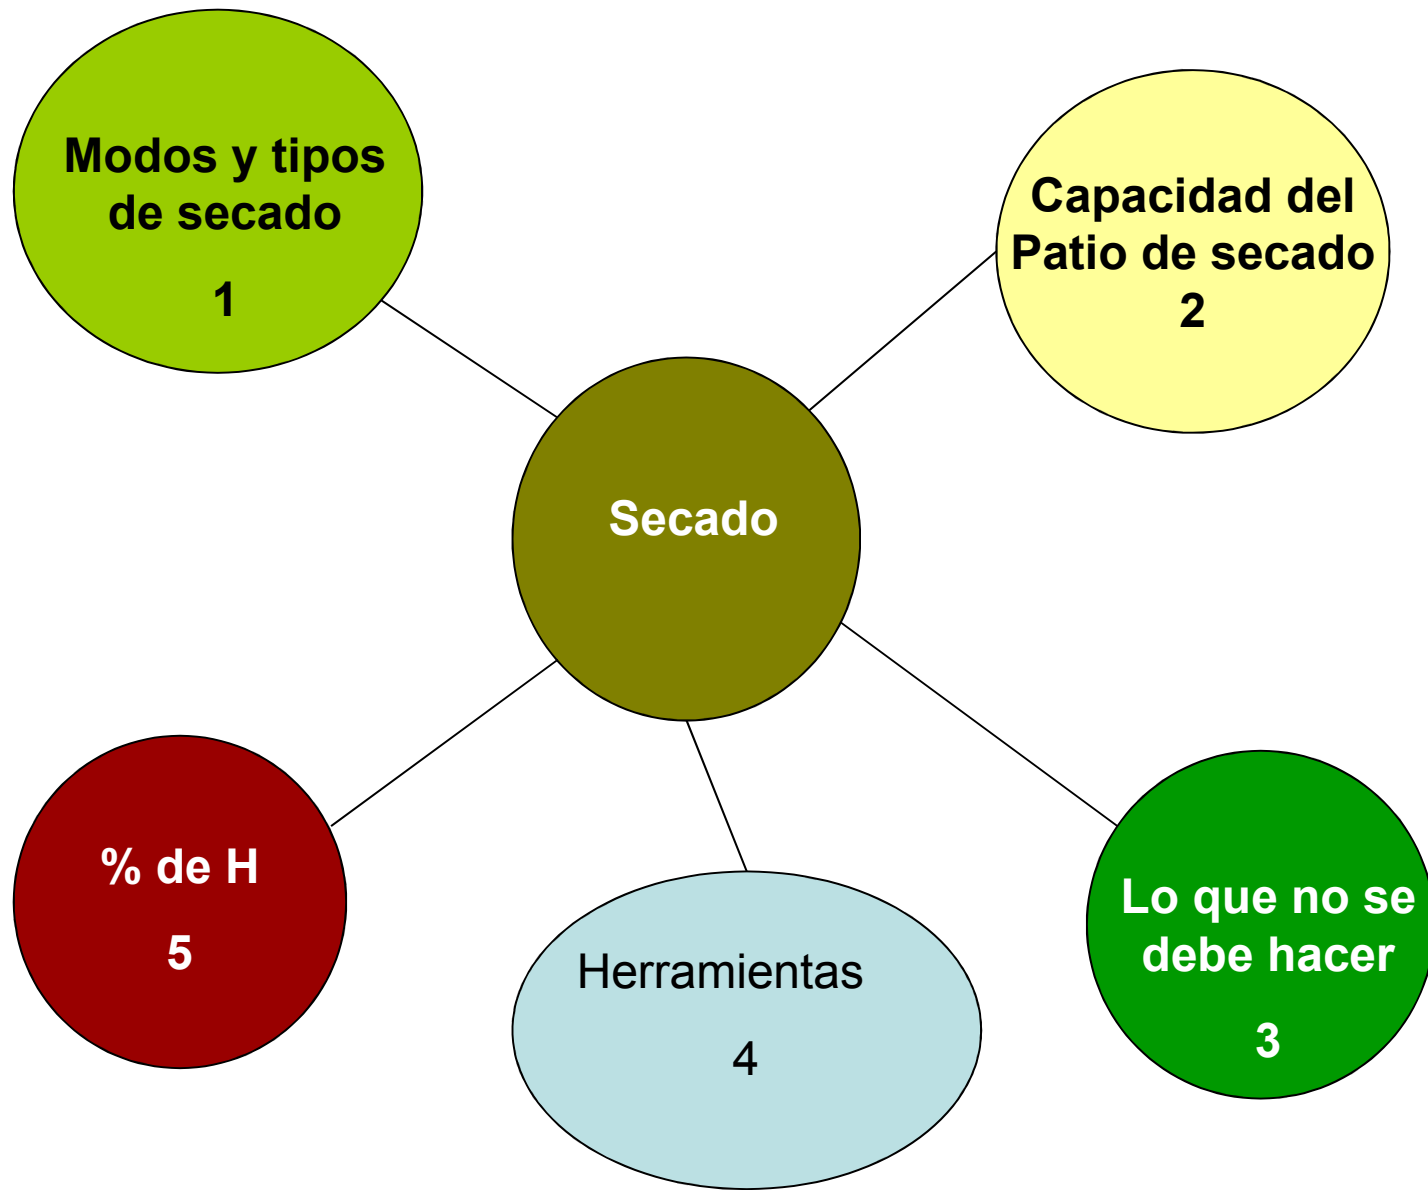 Modos y tipos
de secado
1
Capacidad del
Patio de secado
2
Secado
Lo que no se
debe hacer
3
Herramientas
4
% de H
5